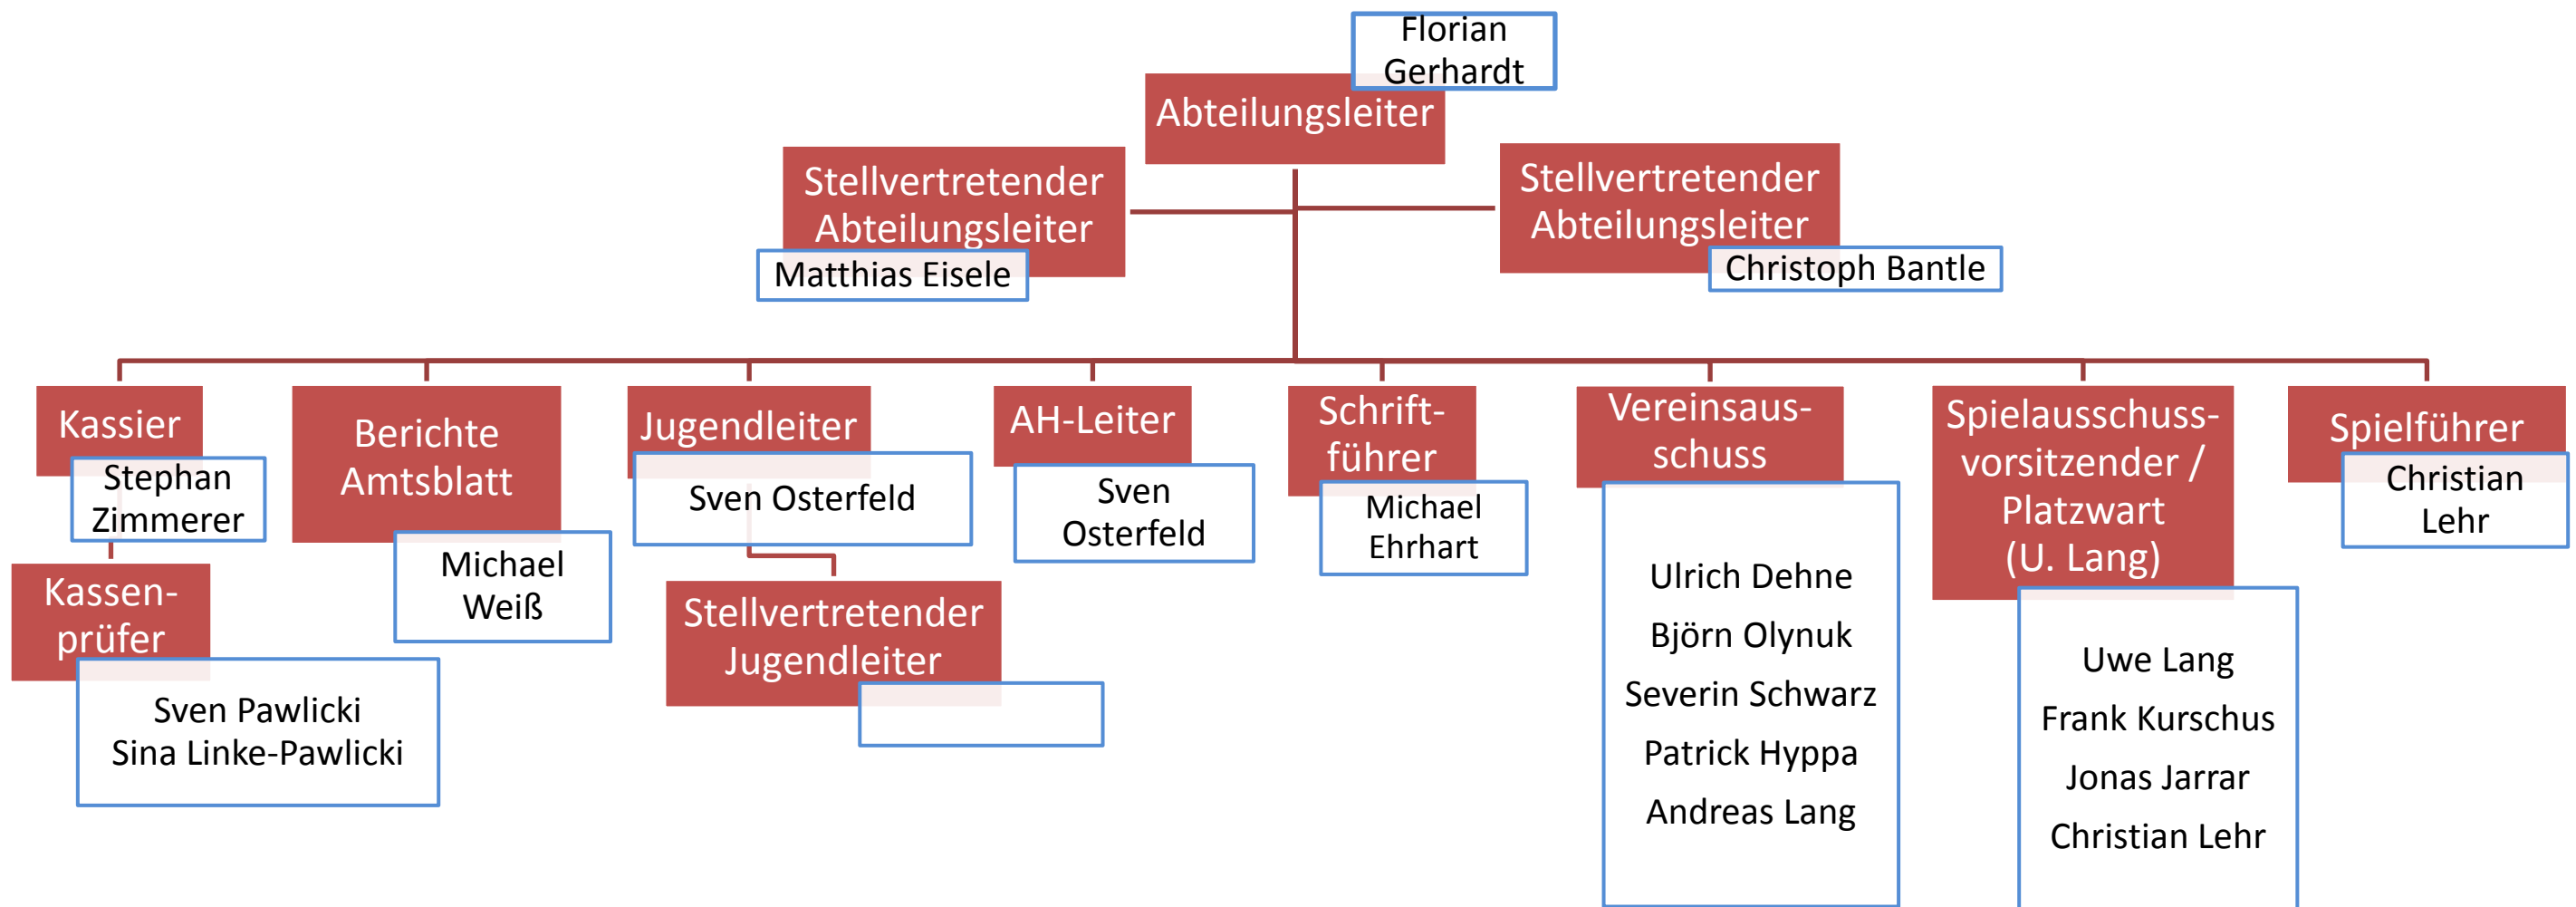 Florian
Gerhardt
Abteilungsleiter
Stellvertretender
Abteilungsleiter
Matthias Eisele
Stellvertretender
Abteilungsleiter
Christoph Bantle
Kassier
Stephan
Zimmerer
Kassen-
prüfer
Sven Pawlicki
Sina Linke-Pawlicki
Berichte
Amtsblatt
Michael
Weiß
Jugendleiter
Sven Osterfeld
Stellvertretender
Jugendleiter
AH-Leiter
Sven
Osterfeld
Schrift-
führer
Michael
Ehrhart
Vereinsaus-
schuss
Ulrich Dehne
Björn Olynuk
Severin Schwarz
Patrick Hyppa
Andreas Lang
Spielausschuss-
vorsitzender /
Platzwart
(U. Lang)
Uwe Lang
Frank Kurschus
Jonas Jarrar
Christian Lehr
Spielführer
Christian
Lehr